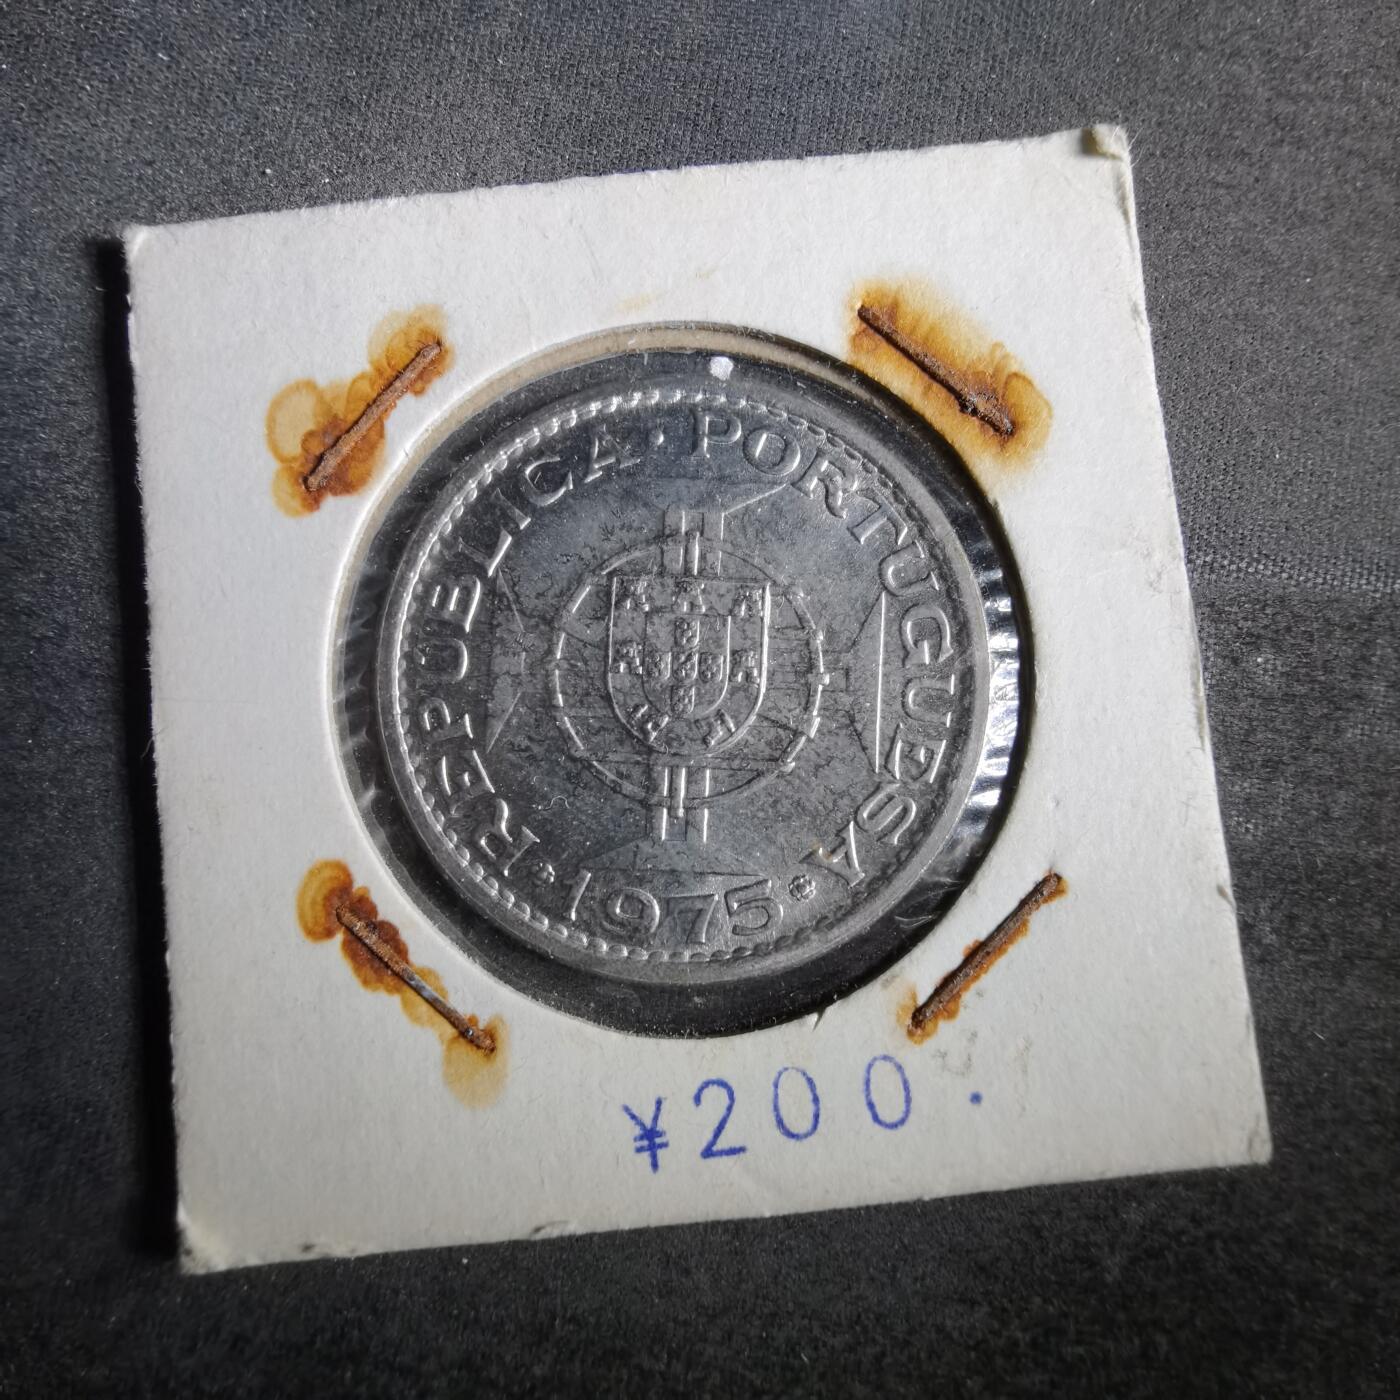 REPUBLICA · PORTUGUESA
· 1975 ·
¥200.